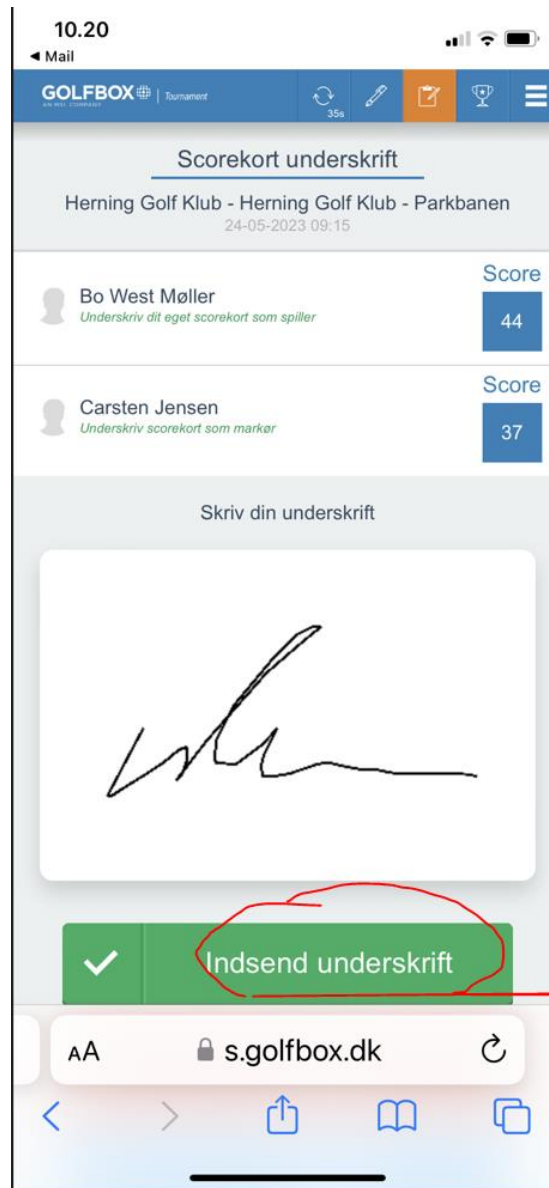 10.20
◀ Mail
GOLFBOX | Tournament
35s
Scorekort underskrift
Herning Golf Klub - Herning Golf Klub - Parkbanen
24-05-2023 09:15
Score
Bo West Møller
Underskriv dit eget scorekort som spiller
44
Score
Carsten Jensen
Underskriv scorekort som markør
37
Skriv din underskrift
Indsend underskrift
AA
s.golfbox.dk